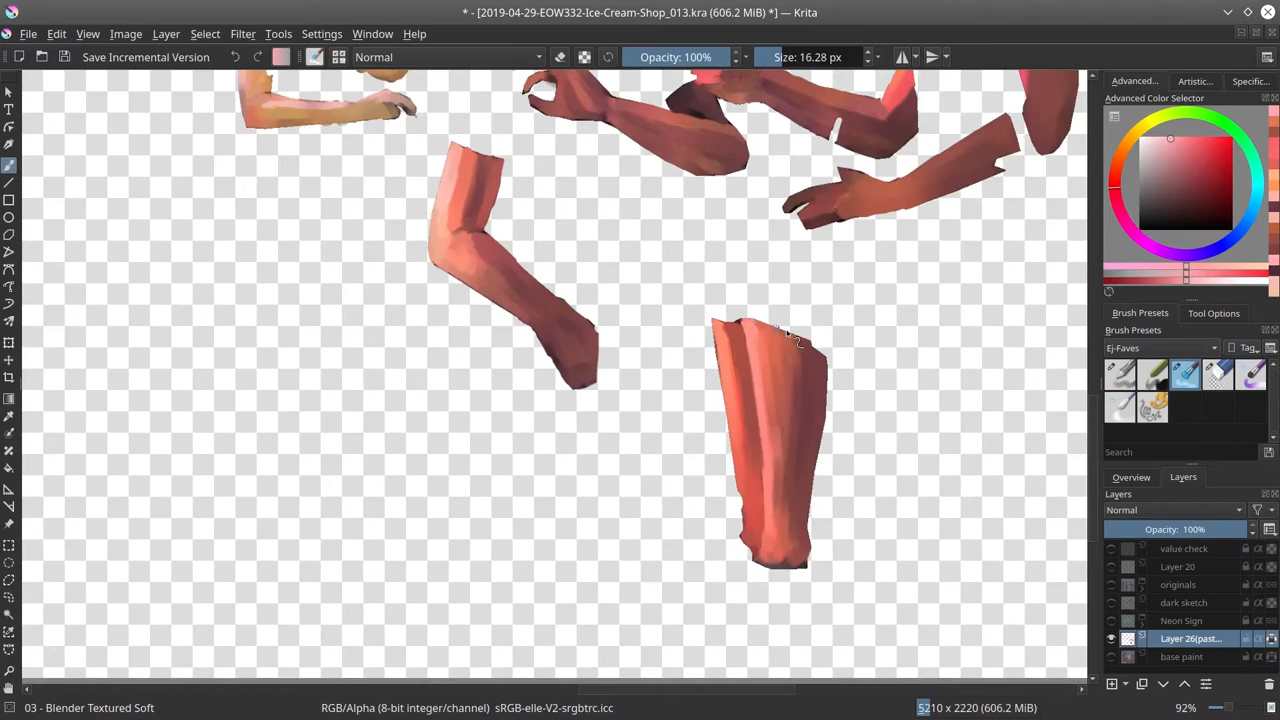 * - [2019-04-29-EOW332-Ice-Cream-Shop_013.kra (606.2 MiB) *] — Krita
File Edit View Image Layer Select Filter Tools Settings Window Help
Save Incremental Version Normal Opacity: 100% Size: 16.28 px
Advanced... Artistic... Specific...
Advanced Color Selector
Brush Presets Tool Options
Brush Presets
Ej-Faves Tag
Search
Overview Layers
Layers
Normal
Opacity: 100%
value check
Layer 20
originals
dark sketch
Neon Sign
Layer 26(past...
base paint
03 - Blender Textured Soft RGB/Alpha (8-bit integer/channel) sRGB-elle-V2-srgbtrc.icc 5210 x 2220 (606.2 MiB) 92%